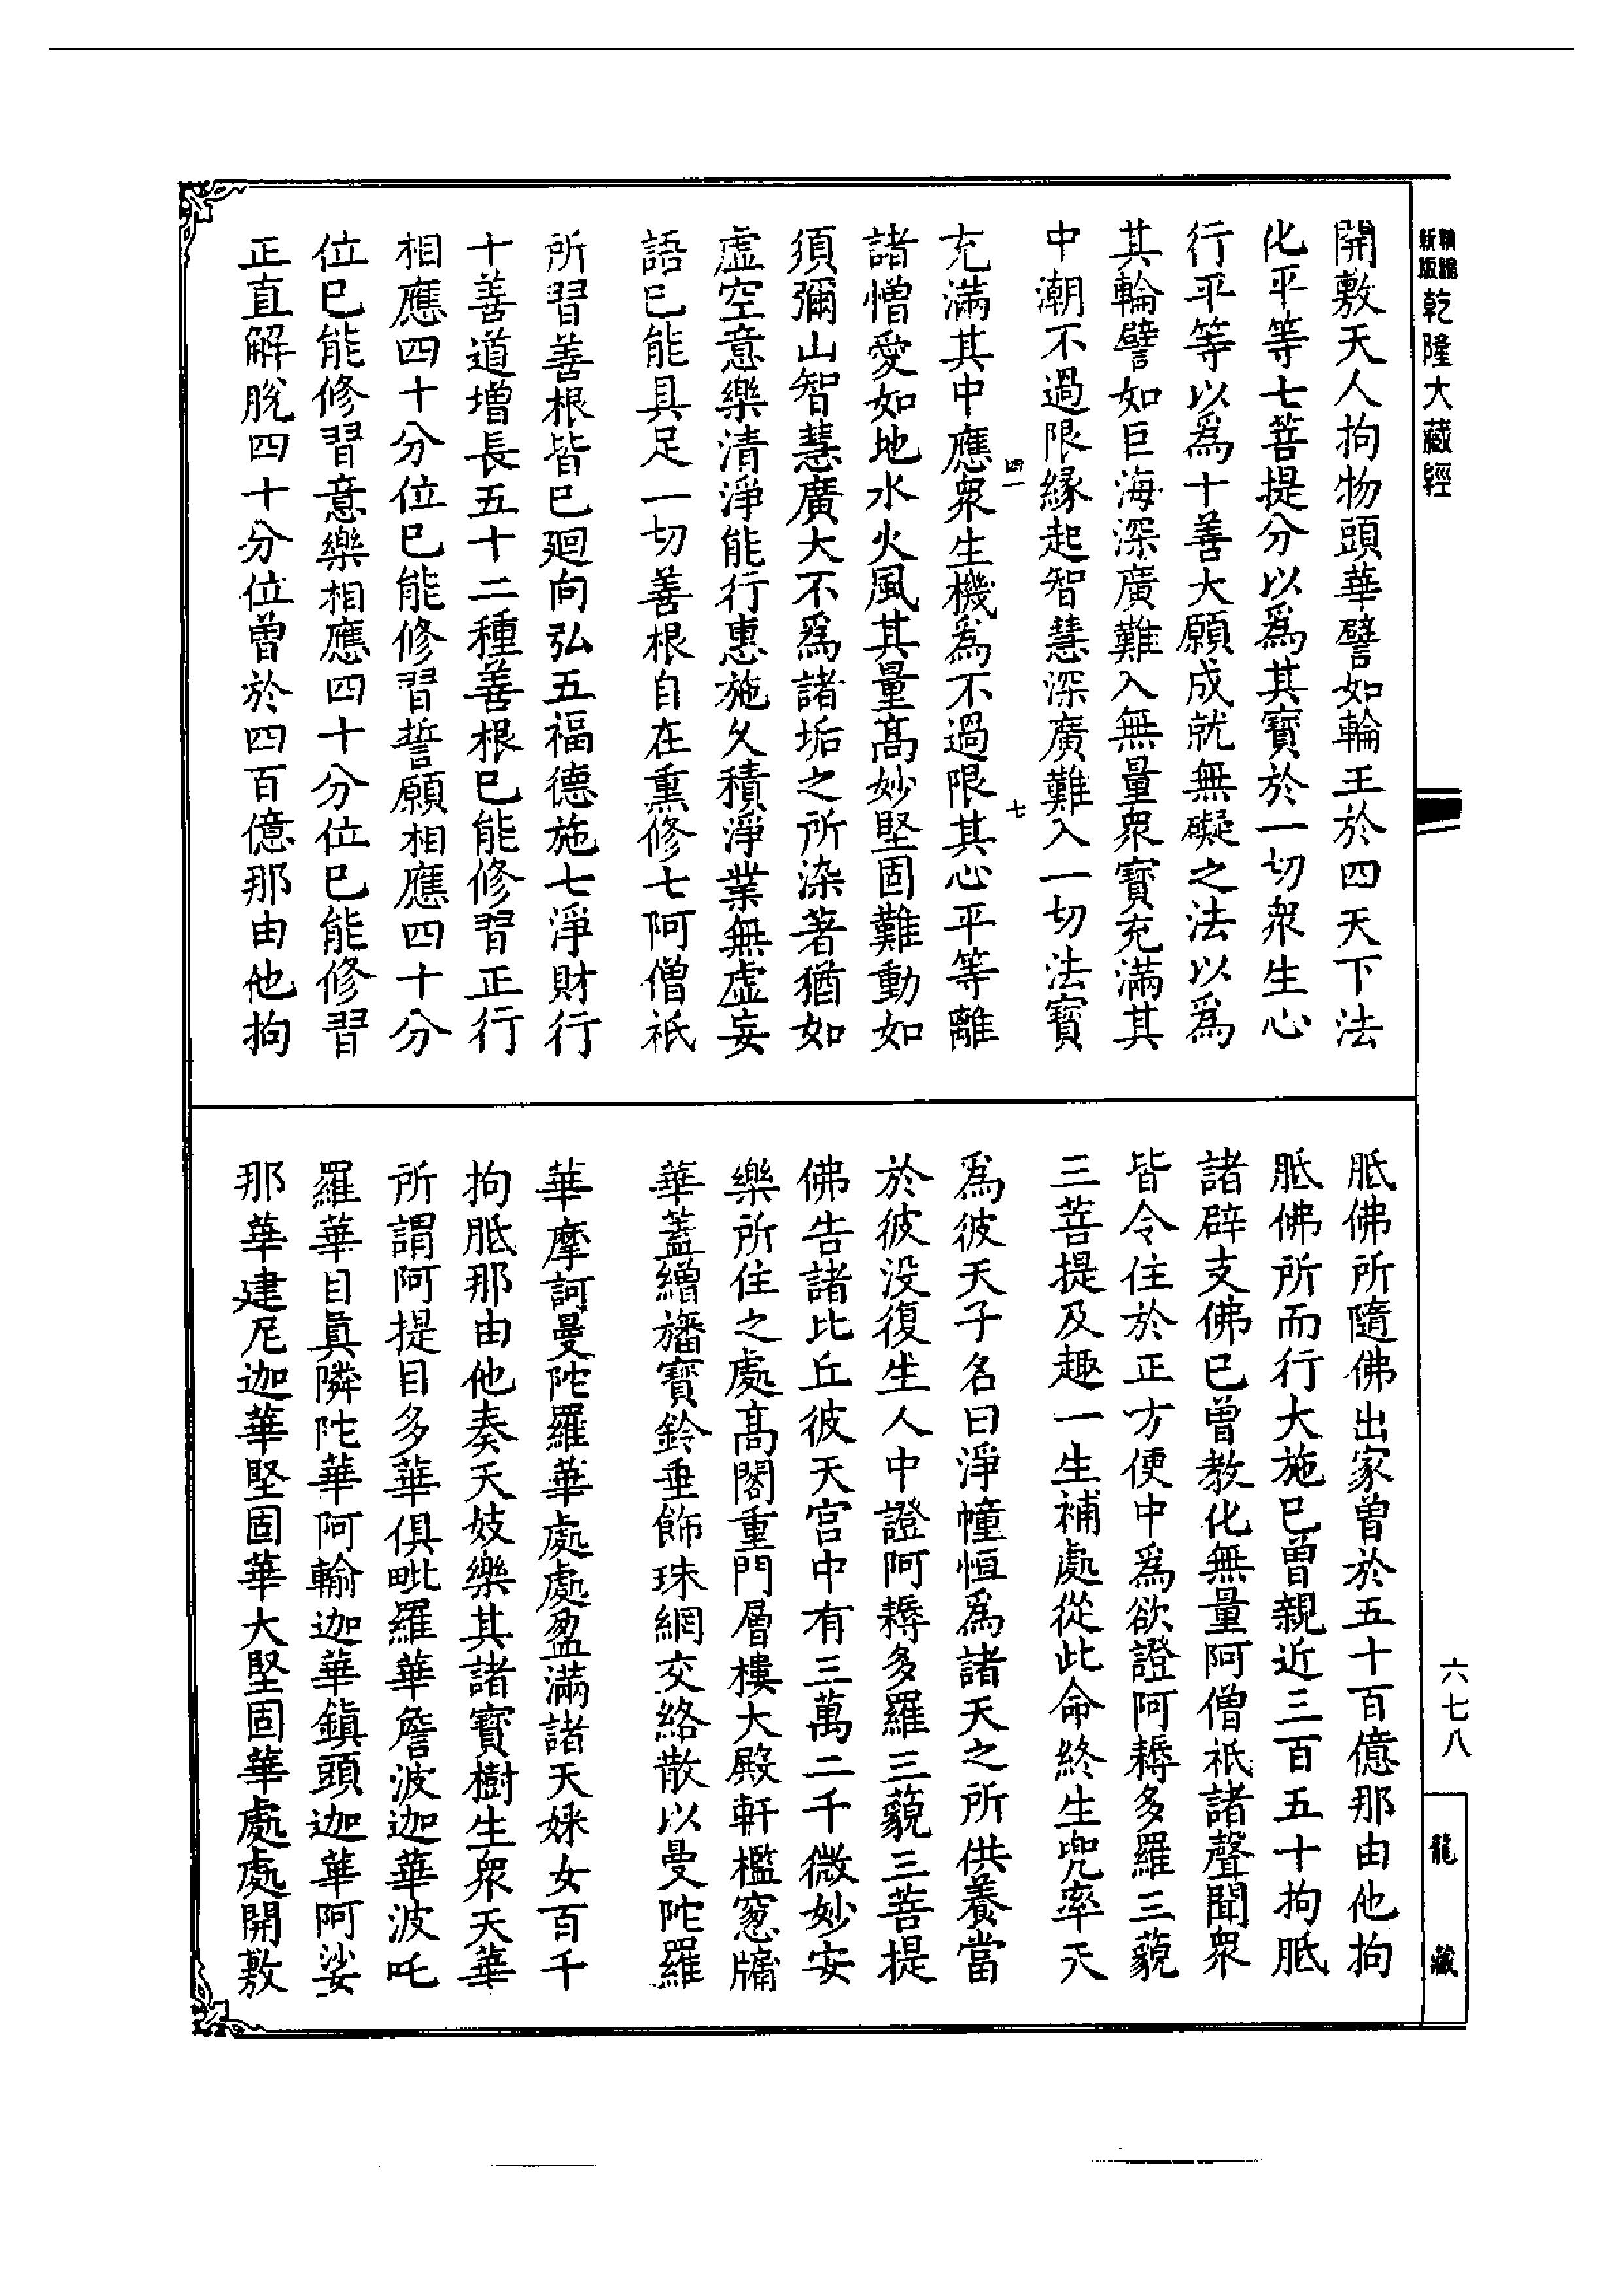 新版精縮乾隆大藏經
開敷天人拘物頭華譬如輪王於四天下法
化平等七菩提分以爲其寶於一切衆生心
行平等以爲十善大願成就無礙之法以爲
其輪譬如巨海深廣難入無量衆寶充滿其
中潮不過限緣起智慧深廣難入一切法寶
四一 七
充滿其中應衆生機爲不過限其心平等離
諸憎愛如地水火風其量高妙堅固難動如
須彌山智慧廣大不爲諸垢之所染著猶如
虛空意樂清淨能行惠施久積淨業無虛妄
語已能具足一切善根自在熏修七阿僧祇
所習善根皆已廻向弘五福德施七淨財行
十善道增長五十二種善根已能修習正行
相應四十分位已能修習誓願相應四十分
位已能修習意樂相應四十分位已能修習
正直解脫四十分位曾於四百億那由他拘
胝佛所隨佛出家曾於五十百億那由他拘
胝佛所而行大施已曾親近三百五十拘胝
諸辟支佛已曾教化無量阿僧祇諸聲聞衆
皆令住於正方便中爲欲證阿耨多羅三藐
三菩提及趣一生補處從此命終生兜率天
爲彼天子名曰淨幢恒爲諸天之所供養當
於彼沒復生人中證阿耨多羅三藐三菩提
佛告諸比丘彼天宮中有三萬二千微妙安
樂所住之處高閣重門層樓大殿軒檻窓牖
華蓋繒旛寶鈴垂飾珠網交絡散以曼陀羅
華摩訶曼陀羅華處處盈滿諸天婇女百千
拘胝那由他奏天妓樂其諸寶樹生衆天華
所謂阿提目多華俱毗羅華詹波迦華波吒
羅華目眞隣陀華阿輸迦華鎮頭迦華阿娑
那華建尼迦華堅固華大堅固華處處開敷
六七八
龍藏